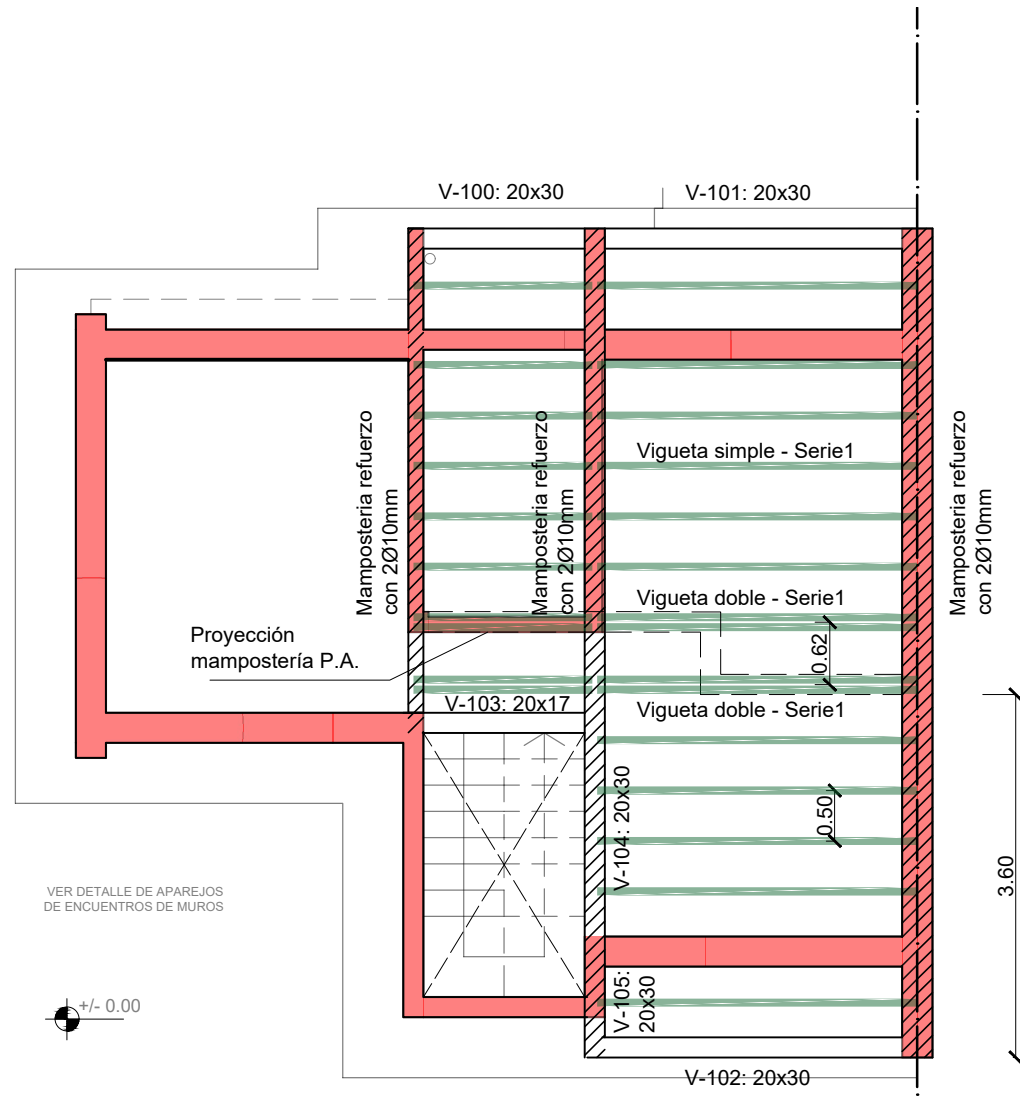 V-100: 20x30
V-101: 20x30
Mamposteria refuerzo
con 2Ø10mm
Mamposteria refuerzo
con 2Ø10mm
Mamposteria refuerzo
con 2Ø10mm
Vigueta simple - Serie1
Vigueta doble - Serie1
0.62
Proyección
mampostería P.A.
V-103: 20x17
Vigueta doble - Serie1
V-104: 20x30
0.50
3.60
VER DETALLE DE APAREJOS
DE ENCUENTROS DE MUROS
+/- 0.00
V-105:
20x30
V-102: 20x30